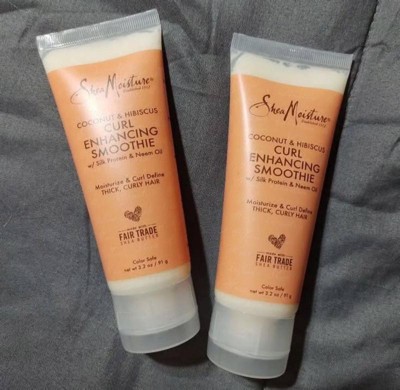 SheaMoisture
COCONUT & HIBISCUS
CURL
ENHANCING
SMOOTHIE
w/ Silk Protein & Neem Oil
Moisturize & Curl Define
THICK, CURLY HAIR
FAIR TRADE
SHEA BUTTER
Color Safe
net wt 3.2 oz / 91 g
SheaMoisture
COCONUT & HIBISCUS
CURL
ENHANCING
SMOOTHIE
w/ Silk Protein & Neem Oil
Moisturize & Curl Define
THICK, CURLY HAIR
FAIR TRADE
SHEA BUTTER
Color Safe
net wt 3.2 oz / 91 g